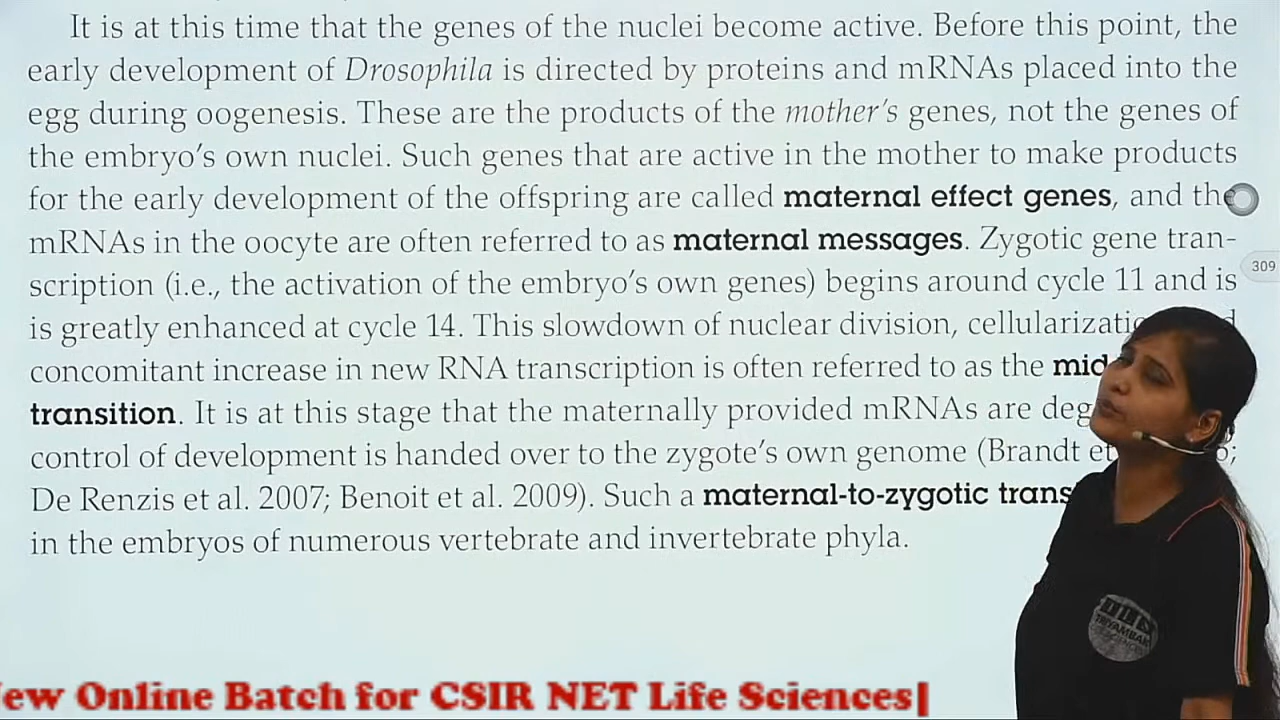 It is at this time that the genes of the nuclei become active. Before this point, the
early development of Drosophila is directed by proteins and mRNAs placed into the
egg during oogenesis. These are the products of the mother's genes, not the genes of
the embryo's own nuclei. Such genes that are active in the mother to make products
for the early development of the offspring are called maternal effect genes, and the
mRNAs in the oocyte are often referred to as maternal messages. Zygotic gene tran-
309
scription (i.e., the activation of the embryo's own genes) begins around cycle 11 and is
is greatly enhanced at cycle 14. This slowdown of nuclear division,
concomitant increase in new RNA transcription is often referred to as the
transition. It is at this stage that the maternally provided mRNAs are
control of development is handed over to the zygote's own genome (Brandt et
De Renzis et al. 2007; Benoit et al. 2009). Such a maternal-to-zygotic
in the embryos of numerous vertebrate and invertebrate phyla.
Online Batch for CSIR NET Life Sciences|